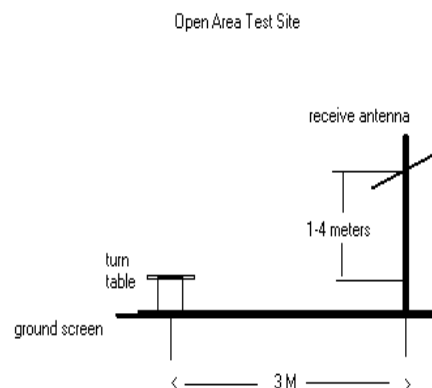 Open Area Test Site
receive antenna
1-4 meters
turn
table
ground screen
3 M